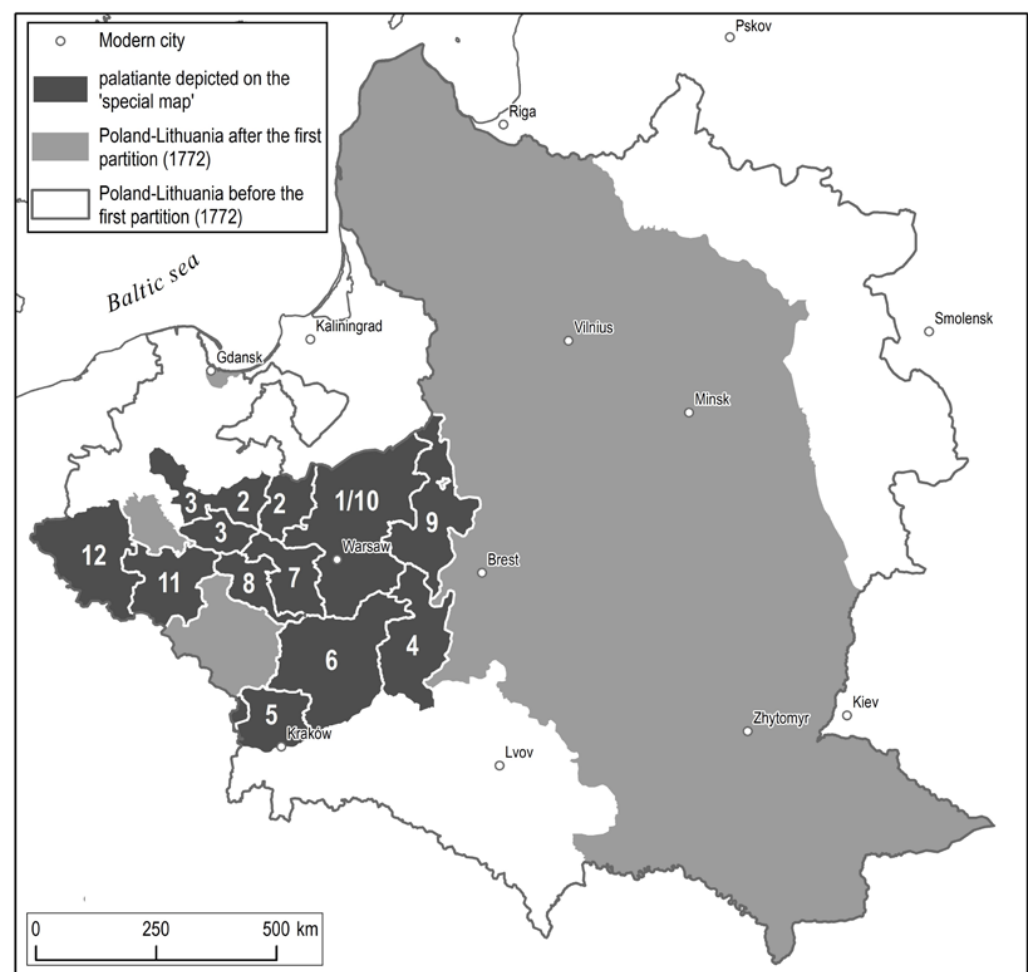 Modern city
palatiante depicted on the
'special map'
Poland-Lithuania after the first
partition (1772)
Poland-Lithuania before the
first partition (1772)
Pskov
Riga
Baltic sea
Kaliningrad
Gdansk
Vilnius
Smolensk
Minsk
3
2
2
1/10
9
3
12
11
8
7
Warsaw
Brest
6
4
5
Kraków
Lvov
Zhytomyr
Kiev
0
250
500 km